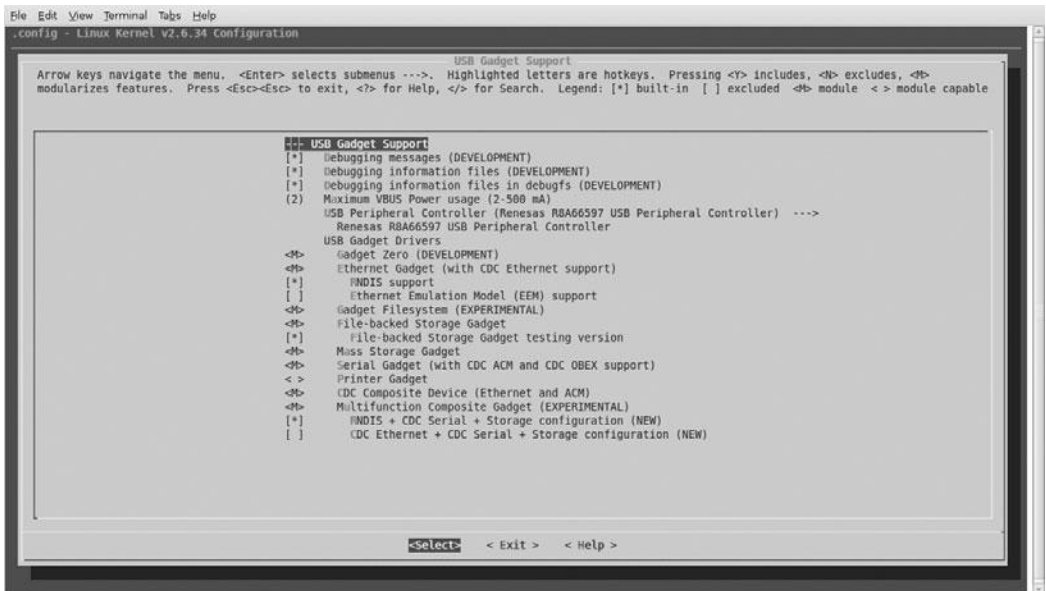 File Edit View Terminal Tabs Help
.config - Linux Kernel v2.6.34 Configuration
USB Gadget Support
Arrow keys navigate the menu. <Enter> selects submenus --->. Highlighted letters are hotkeys. Pressing <Y> includes, <N> excludes, <M>
modularizes features. Press <Esc><Esc> to exit, <?> for Help, </> for Search. Legend: [*] built-in [ ] excluded <M> module < > module capable
--- USB Gadget Support
[*] Debugging messages (DEVELOPMENT)
[*] Debugging information files (DEVELOPMENT)
[*] Debugging information files in debugfs (DEVELOPMENT)
(2) Maximum VBUS Power usage (2-500 mA)
USB Peripheral Controller (Renesas R8A66597 USB Peripheral Controller) --->
Renesas R8A66597 USB Peripheral Controller
USB Gadget Drivers
<M> Gadget Zero (DEVELOPMENT)
<M> Ethernet Gadget (with CDC Ethernet support)
[*] RNDIS support
[ ] Ethernet Emulation Model (EEM) support
<M> Gadget Filesystem (EXPERIMENTAL)
<M> File-backed Storage Gadget
[*] File-backed Storage Gadget testing version
<M> Mass Storage Gadget
<M> Serial Gadget (with CDC ACM and CDC OBEX support)
< > Printer Gadget
<M> CDC Composite Device (Ethernet and ACM)
<M> Multifunction Composite Gadget (EXPERIMENTAL)
[*] RNDIS + CDC Serial + Storage configuration (NEW)
[ ] CDC Ethernet + CDC Serial + Storage configuration (NEW)
<Select> < Exit > < Help >